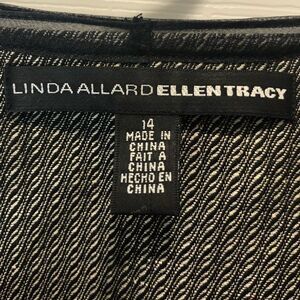 LINDA ALLARD ELLEN TRACY
14
MADE IN
CHINA
FAIT A
CHINA
HECHO EN
CHINA